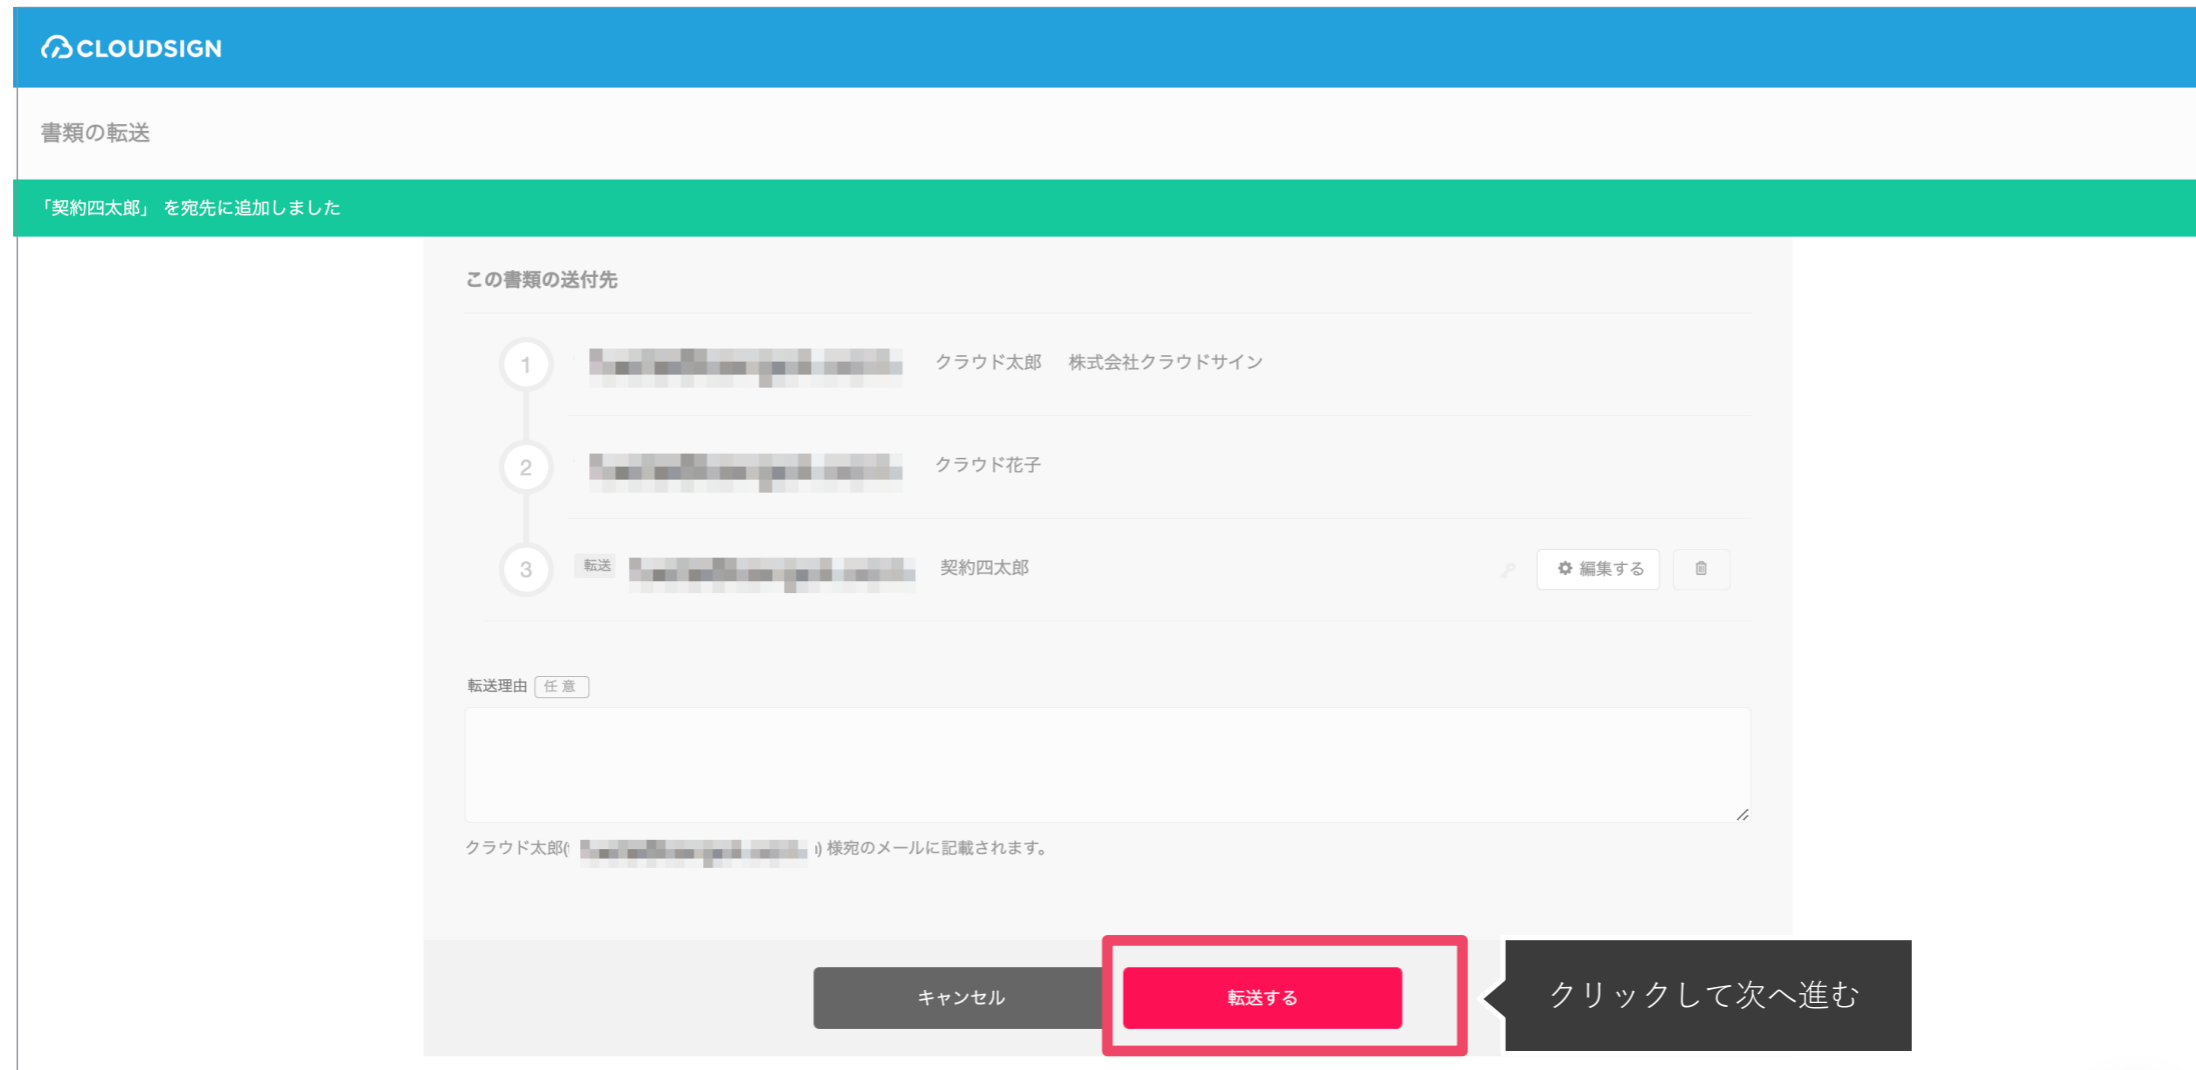 CLOUDSIGN
書類の転送
「契約四太郎」 を宛先に追加しました
この書類の送付先
1 クラウド太郎 株式会社クラウドサイン
2 クラウド花子
3 転送 契約四太郎 編集する
転送理由 任意
クラウド太郎( ) 様宛のメールに記載されます。
キャンセル 転送する クリックして次へ進む